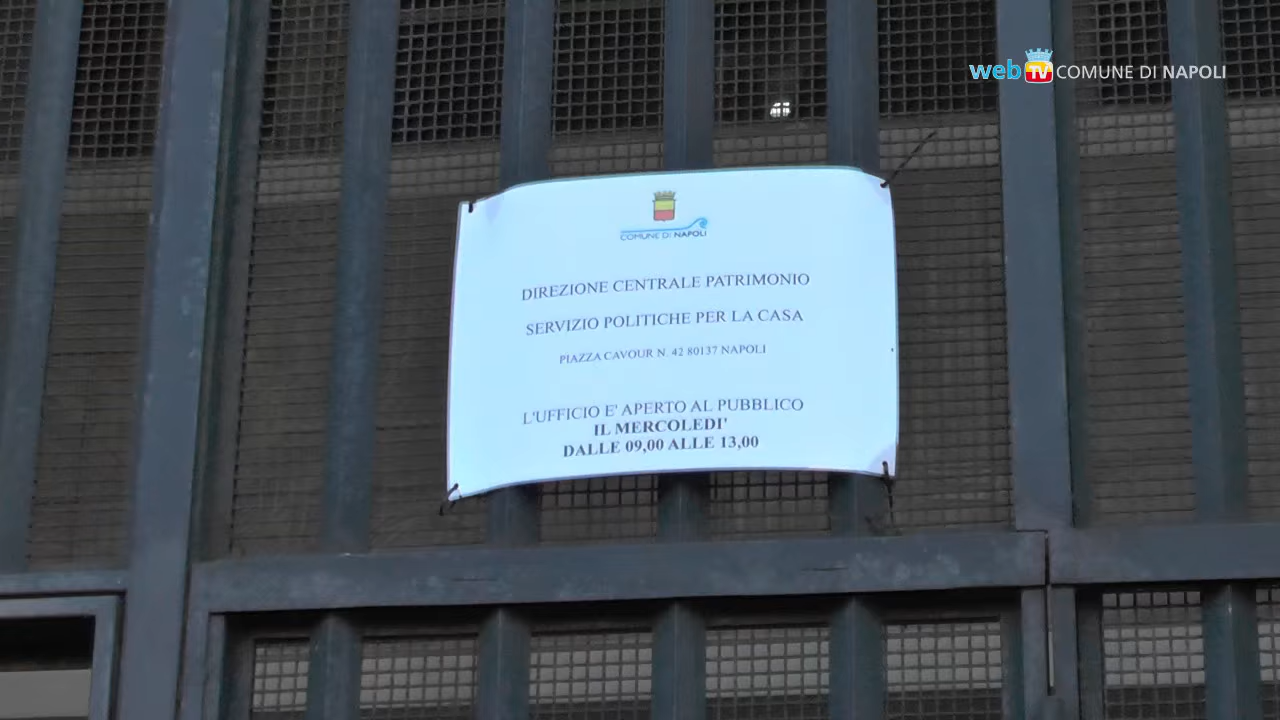 web TV COMUNE DI NAPOLI
COMUNE DI NAPOLI
DIREZIONE CENTRALE PATRIMONIO
SERVIZIO POLITICHE PER LA CASA
PIAZZA CAVOUR N. 42 80137 NAPOLI
L'UFFICIO E' APERTO AL PUBBLICO
IL MERCOLEDI'
DALLE 09,00 ALLE 13,00